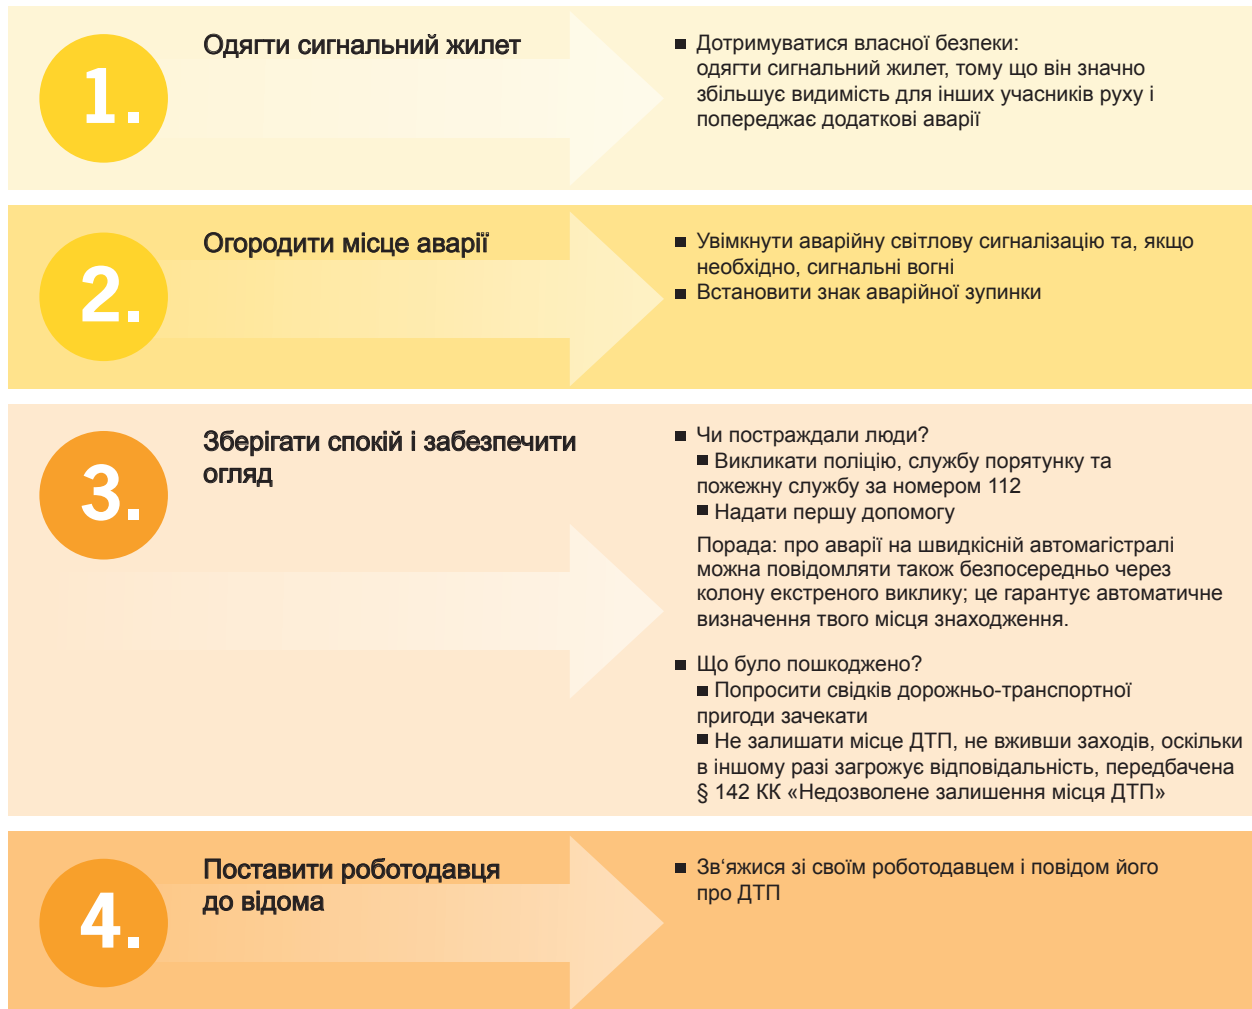 1.
Одягти сигнальний жилет
■ Дотримуватися власної безпеки:
одягти сигнальний жилет, тому що він значно
збільшує видимість для інших учасників руху і
попереджає додаткові аварії
2.
Огородити місце аварії
■ Увімкнути аварійну світлову сигналізацію та, якщо
необхідно, сигнальні вогні
■ Встановити знак аварійної зупинки
3.
Зберігати спокій і забезпечити
огляд
■ Чи постраждали люди?
■ Викликати поліцію, службу порятунку та
пожежну службу за номером 112
■ Надати першу допомогу
Порада: про аварії на швидкісній автомагістралі
можна повідомляти також безпосередньо через
колону екстреного виклику; це гарантує автоматичне
визначення твого місця знаходження.
■ Що було пошкоджено?
■ Попросити свідків дорожньо-транспортної
пригоди зачекати
■ Не залишати місце ДТП, не вживши заходів, оскільки
в іншому разі загрожує відповідальність, передбачена
§ 142 КК «Недозволене залишення місця ДТП»
4.
Поставити роботодавця
до відома
■ Зв‘яжися зі своїм роботодавцем і повідом його
про ДТП